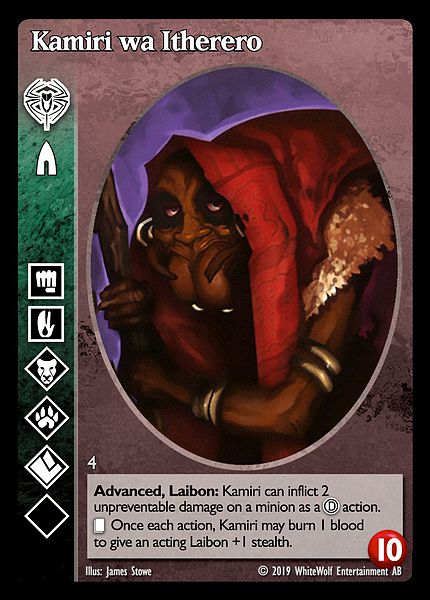 Kamiri wa Itherero
4
Advanced, Laibon: Kamiri can inflict 2
unpreventable damage on a minion as a Ⓓ action.
Once each action, Kamiri may burn 1 blood
to give an acting Laibon +1 stealth.
10
Illus: James Stowe
© 2019 WhiteWolf Entertainment AB